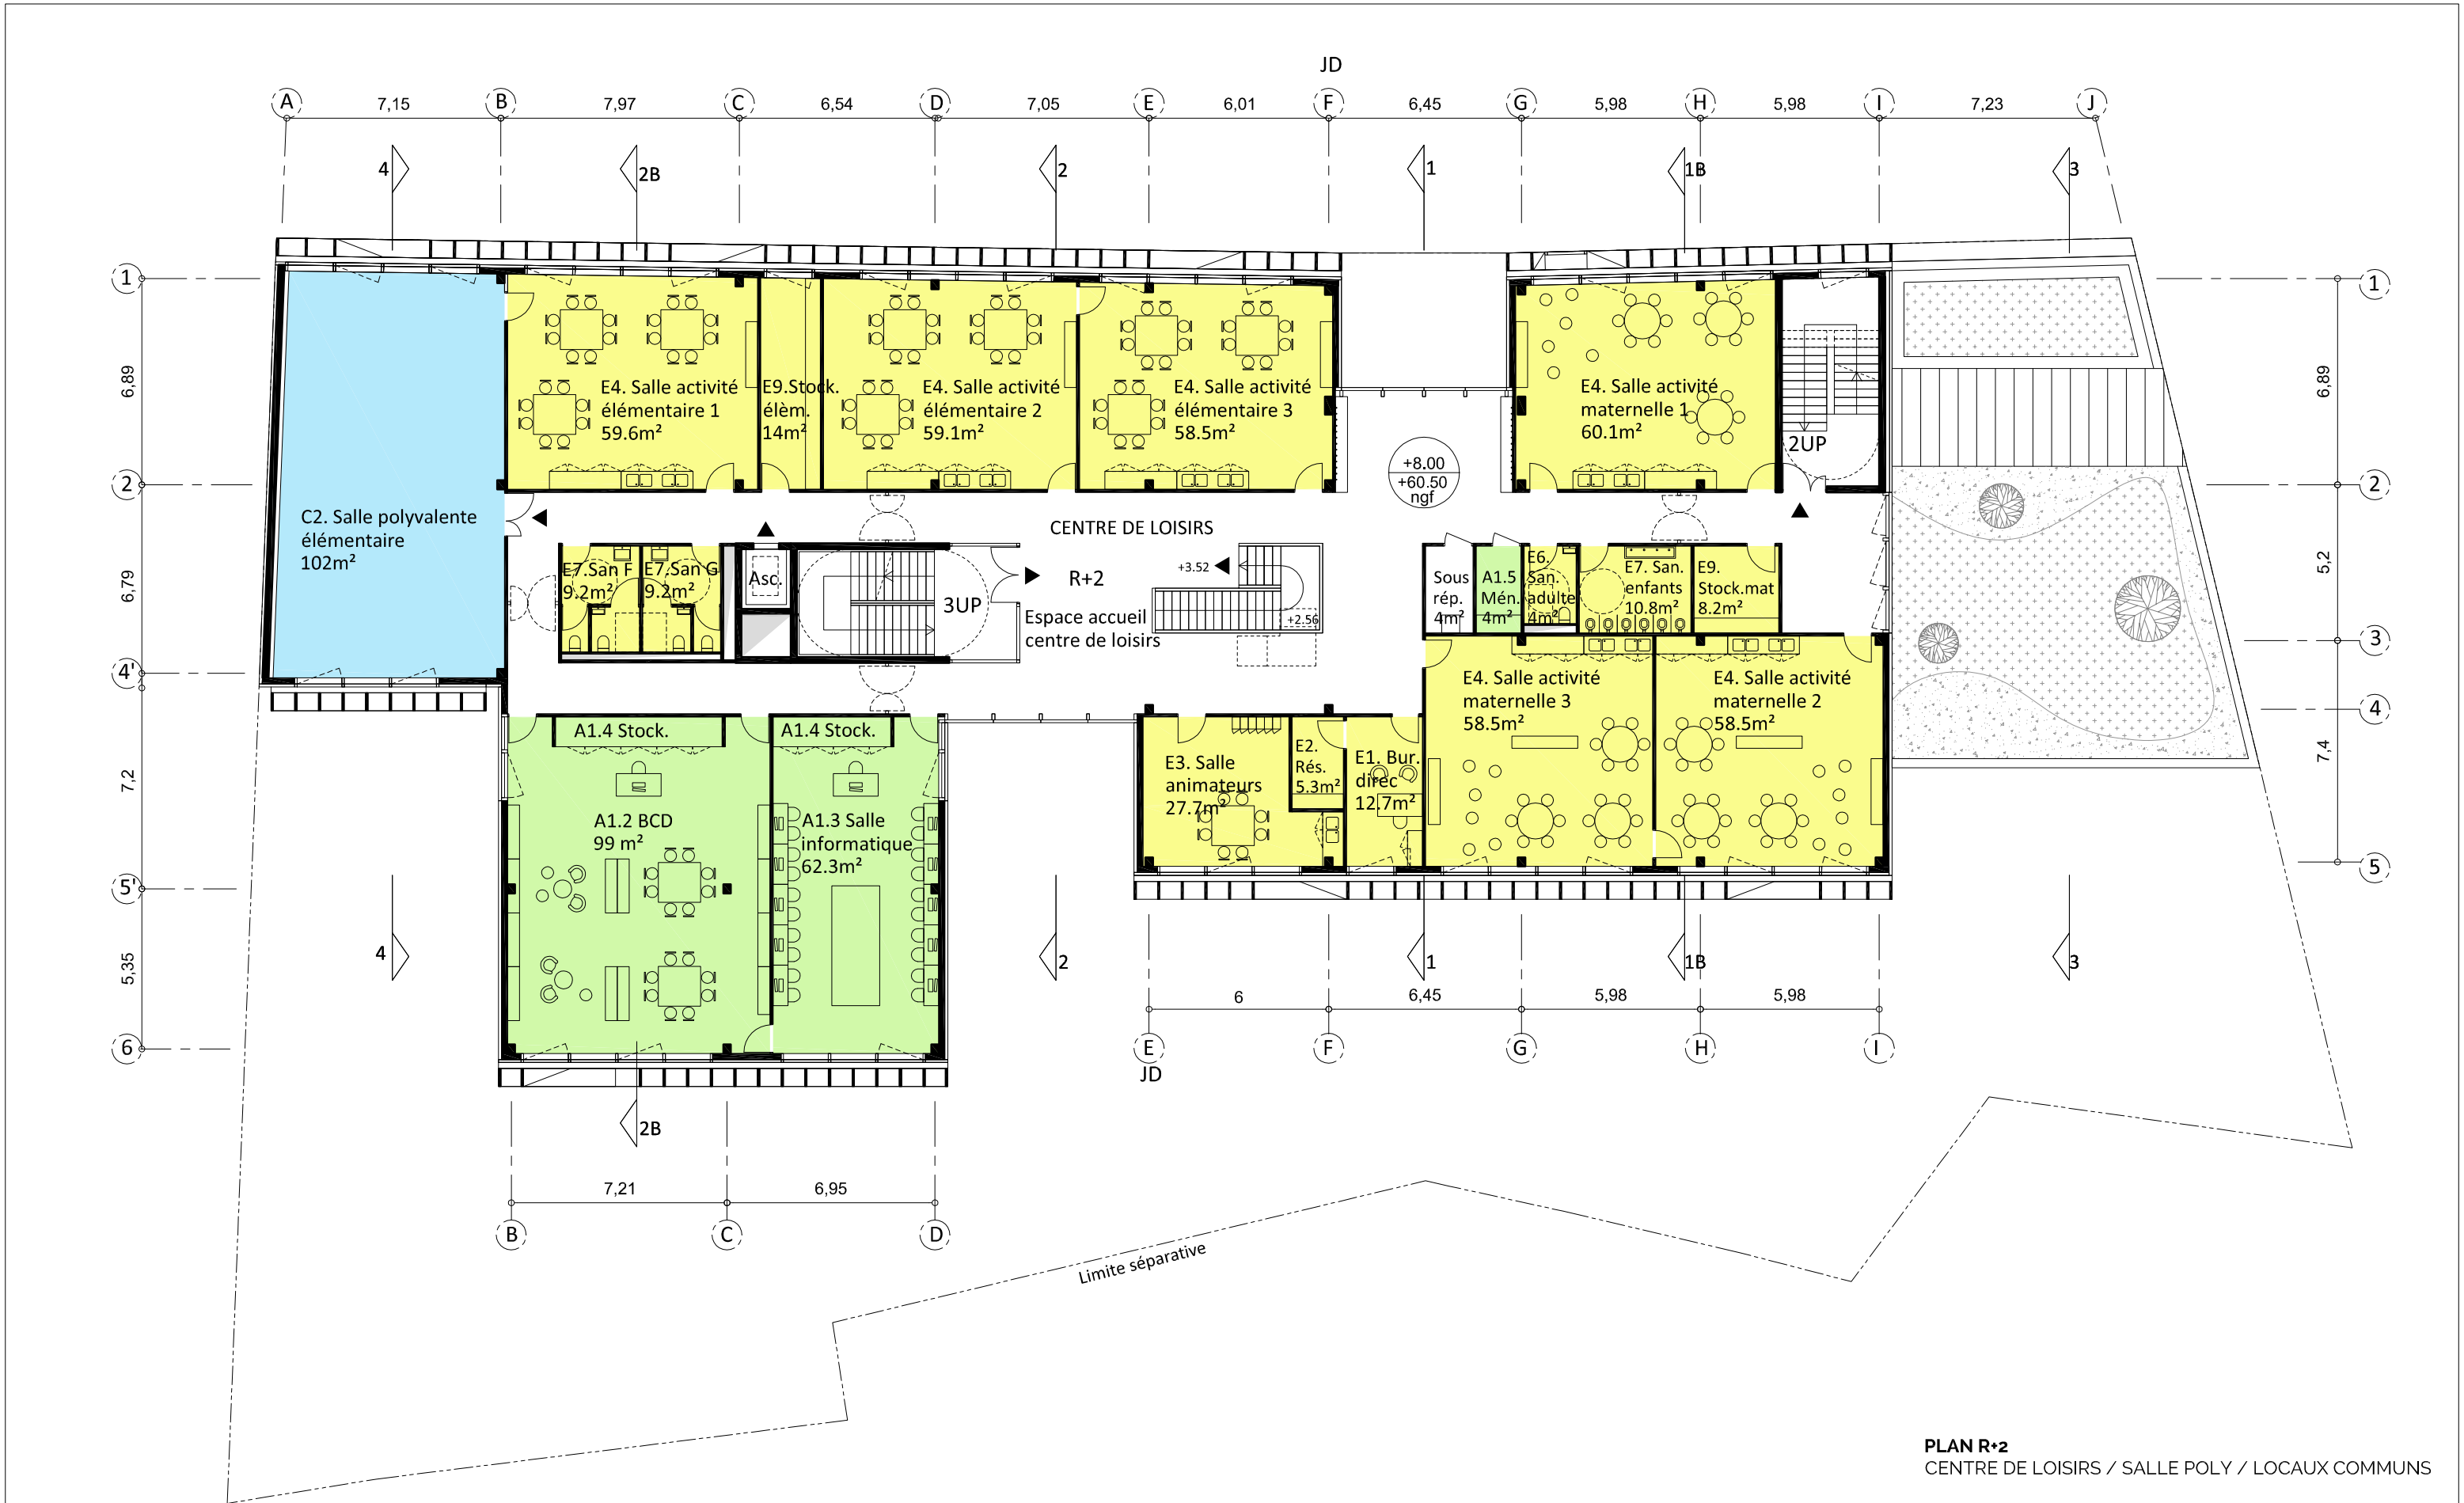 JD
A 7,15 B 7,97 C 6,54 D 7,05 E 6,01 F 6,45 G 5,98 H 5,98 I 7,23 J
4 2B 2 1 1B 3
1
1
6,89
6,89
E4. Salle activité
élémentaire 1
59.6m²
E9.Stock.
élèm.
14m²
E4. Salle activité
élémentaire 2
59.1m²
E4. Salle activité
élémentaire 3
58.5m²
E4. Salle activité
maternelle 1
60.1m²
2UP
+8.00
+60.50
ngf
2
2
C2. Salle polyvalente
élémentaire
102m²
CENTRE DE LOISIRS
R+2
Espace accueil
centre de loisirs
6,79
5,2
E7.San F
9.2m²
E7.San G
9.2m²
Asc.
3UP
+3.52
+2.56
Sous
rép.
4m²
A1.5
Mén.
4m²
E6.
San.
adulte
4m²
E7. San.
enfants
10.8m²
E9.
Stock.mat
8.2m²
3
4'
4
E4. Salle activité
maternelle 3
58.5m²
E4. Salle activité
maternelle 2
58.5m²
A1.4 Stock.
A1.4 Stock.
7,2
7,4
E3. Salle
animateurs
27.7m²
E2.
Rés.
5.3m²
E1. Bur.
direc
12.7m²
A1.2 BCD
99 m²
A1.3 Salle
informatique
62.3m²
5'
5
5,35
4 2 1 1B 3
6 6,45 5,98 5,98
6
E F G H I
JD
2B
7,21 6,95
B C D
Limite séparative
PLAN R+2
CENTRE DE LOISIRS / SALLE POLY / LOCAUX COMMUNS